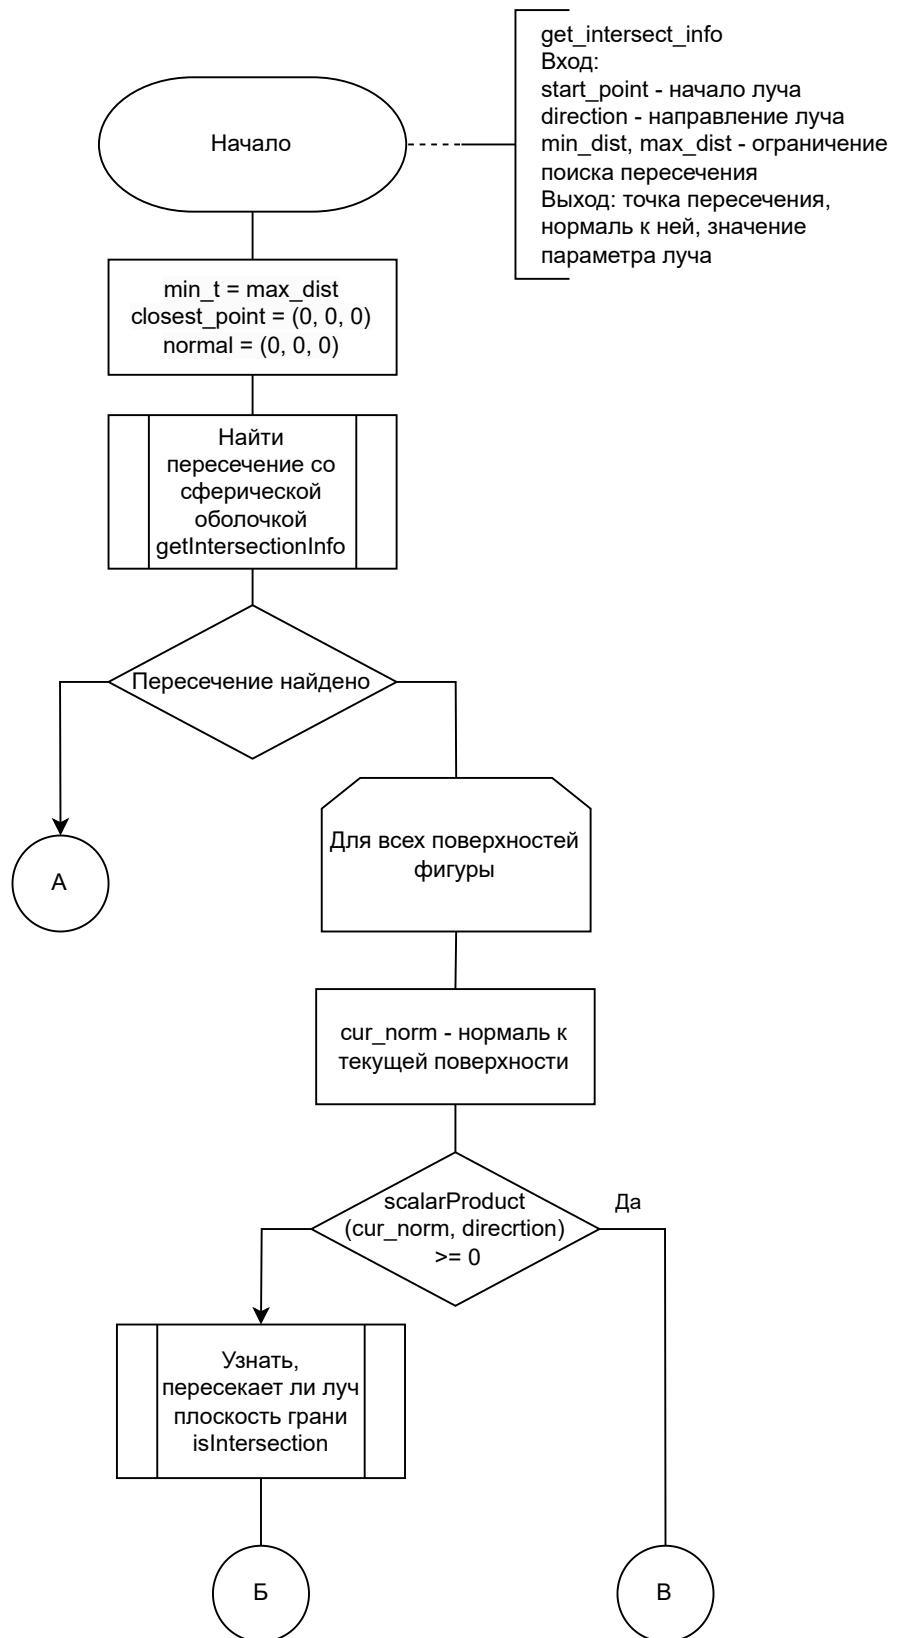 get_intersect_info
Вход:
start_point - начало луча
direction - направление луча
min_dist, max_dist - ограничение
поиска пересечения
Выход: точка пересечения,
нормаль к ней, значение
параметра луча
Начало
min_t = max_dist
closest_point = (0, 0, 0)
normal = (0, 0, 0)
Найти
пересечение со
сферической
оболочкой
getIntersectionInfo
Пересечение найдено
Для всех поверхностей
фигуры
А
cur_norm - нормаль к
текущей поверхности
scalarProduct
(cur_norm, direcrtion)
>= 0
Да
Узнать,
пересекает ли луч
плоскость грани
isIntersection
Б
В